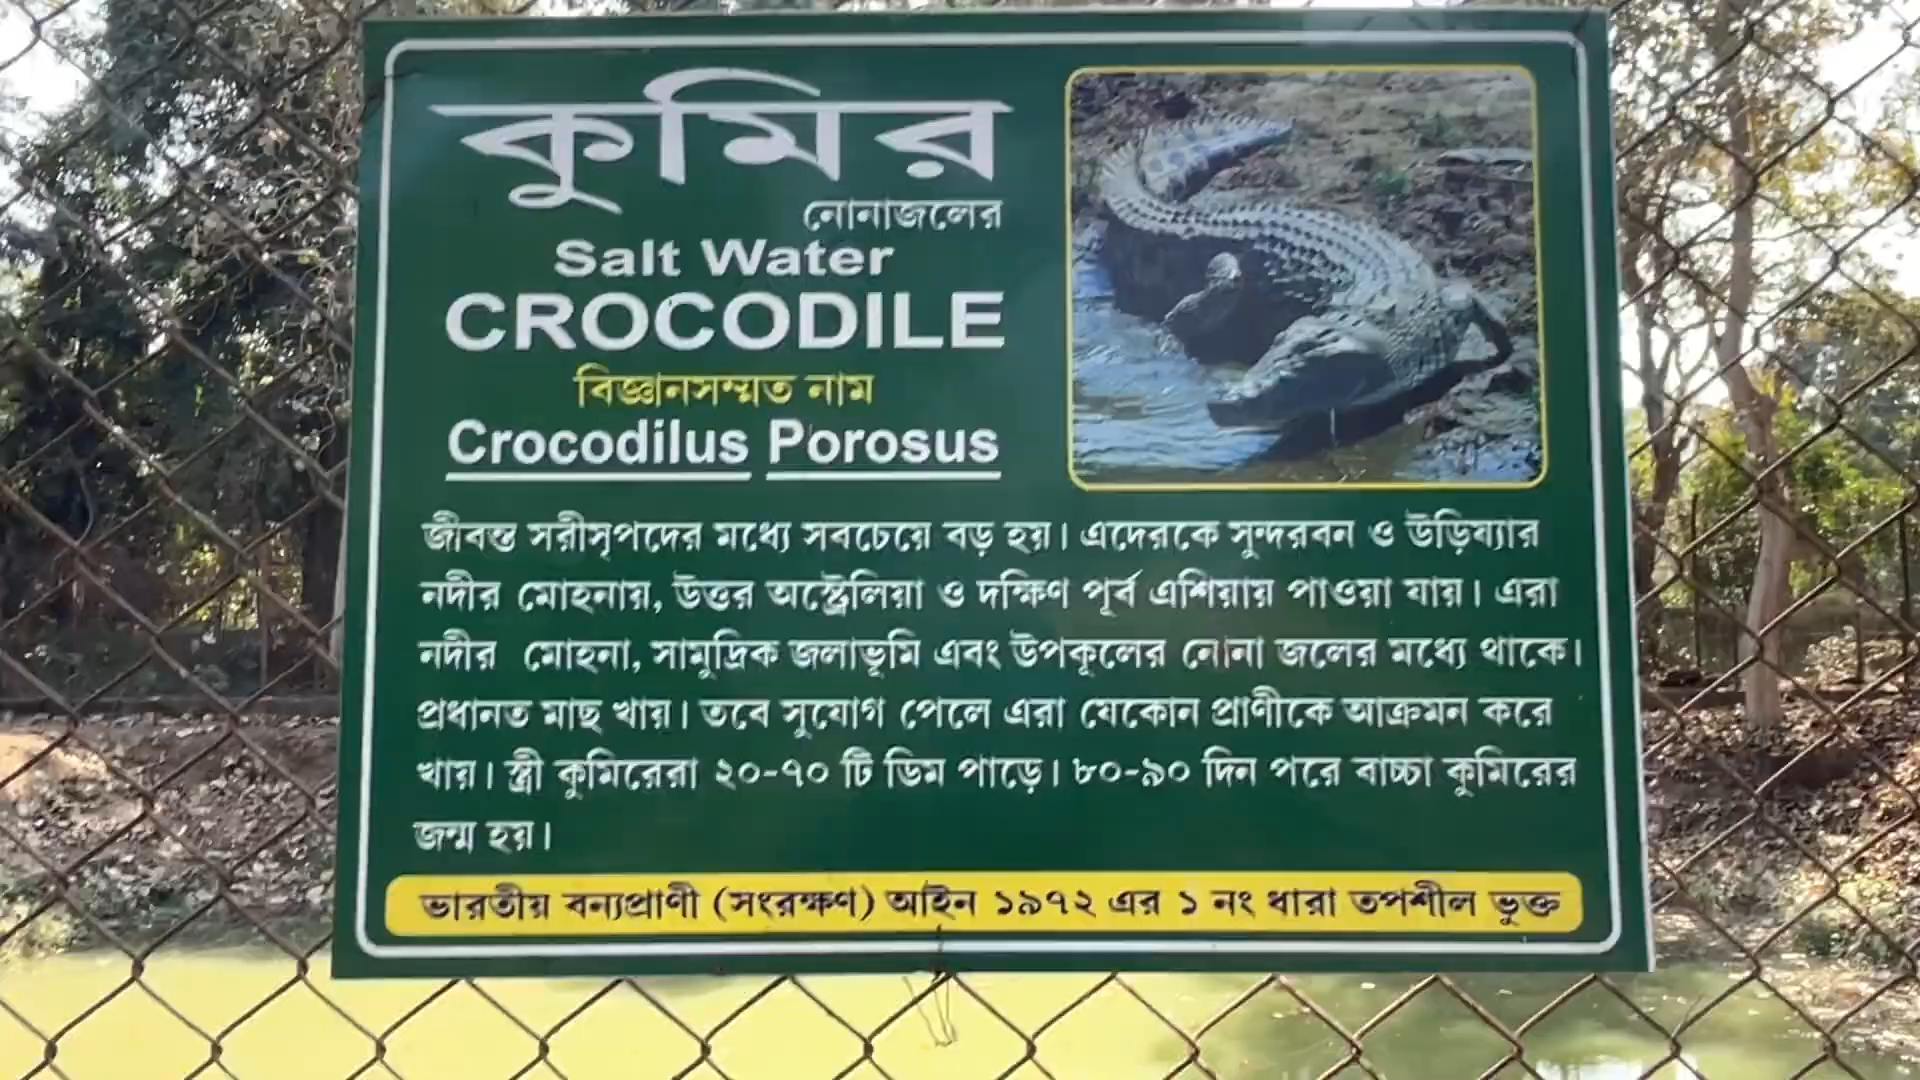 কুমির
নোনাজলের
Salt Water
CROCODILE
বিজ্ঞানসম্মত নাম
Crocodilus Porosus
জীবন্ত সরীসৃপদের মধ্যে সবচেয়ে বড় হয়। এদেরকে সুন্দরবন ও উড়িয্যার
নদীর মোহনায়, উত্তর অস্ট্রেলিয়া ও দক্ষিণ পূর্ব এশিয়ায় পাওয়া যায়। এরা
নদীর মোহনা, সামুদ্রিক জলাভূমি এবং উপকূলের নোনা জলের মধ্যে থাকে।
প্রধানত মাছ খায়। তবে সুযোগ পেলে এরা যেকোন প্রাণীকে আক্রমন করে
খায়। স্ত্রী কুমিরেরা ২০-৭০ টি ডিম পাড়ে। ৮০-৯০ দিন পরে বাচ্চা কুমিরের
জন্ম হয়।
ভারতীয় বন্যপ্রাণী (সংরক্ষণ) আইন ১৯৭২ এর ১ নং ধারা তপশীল ভুক্ত